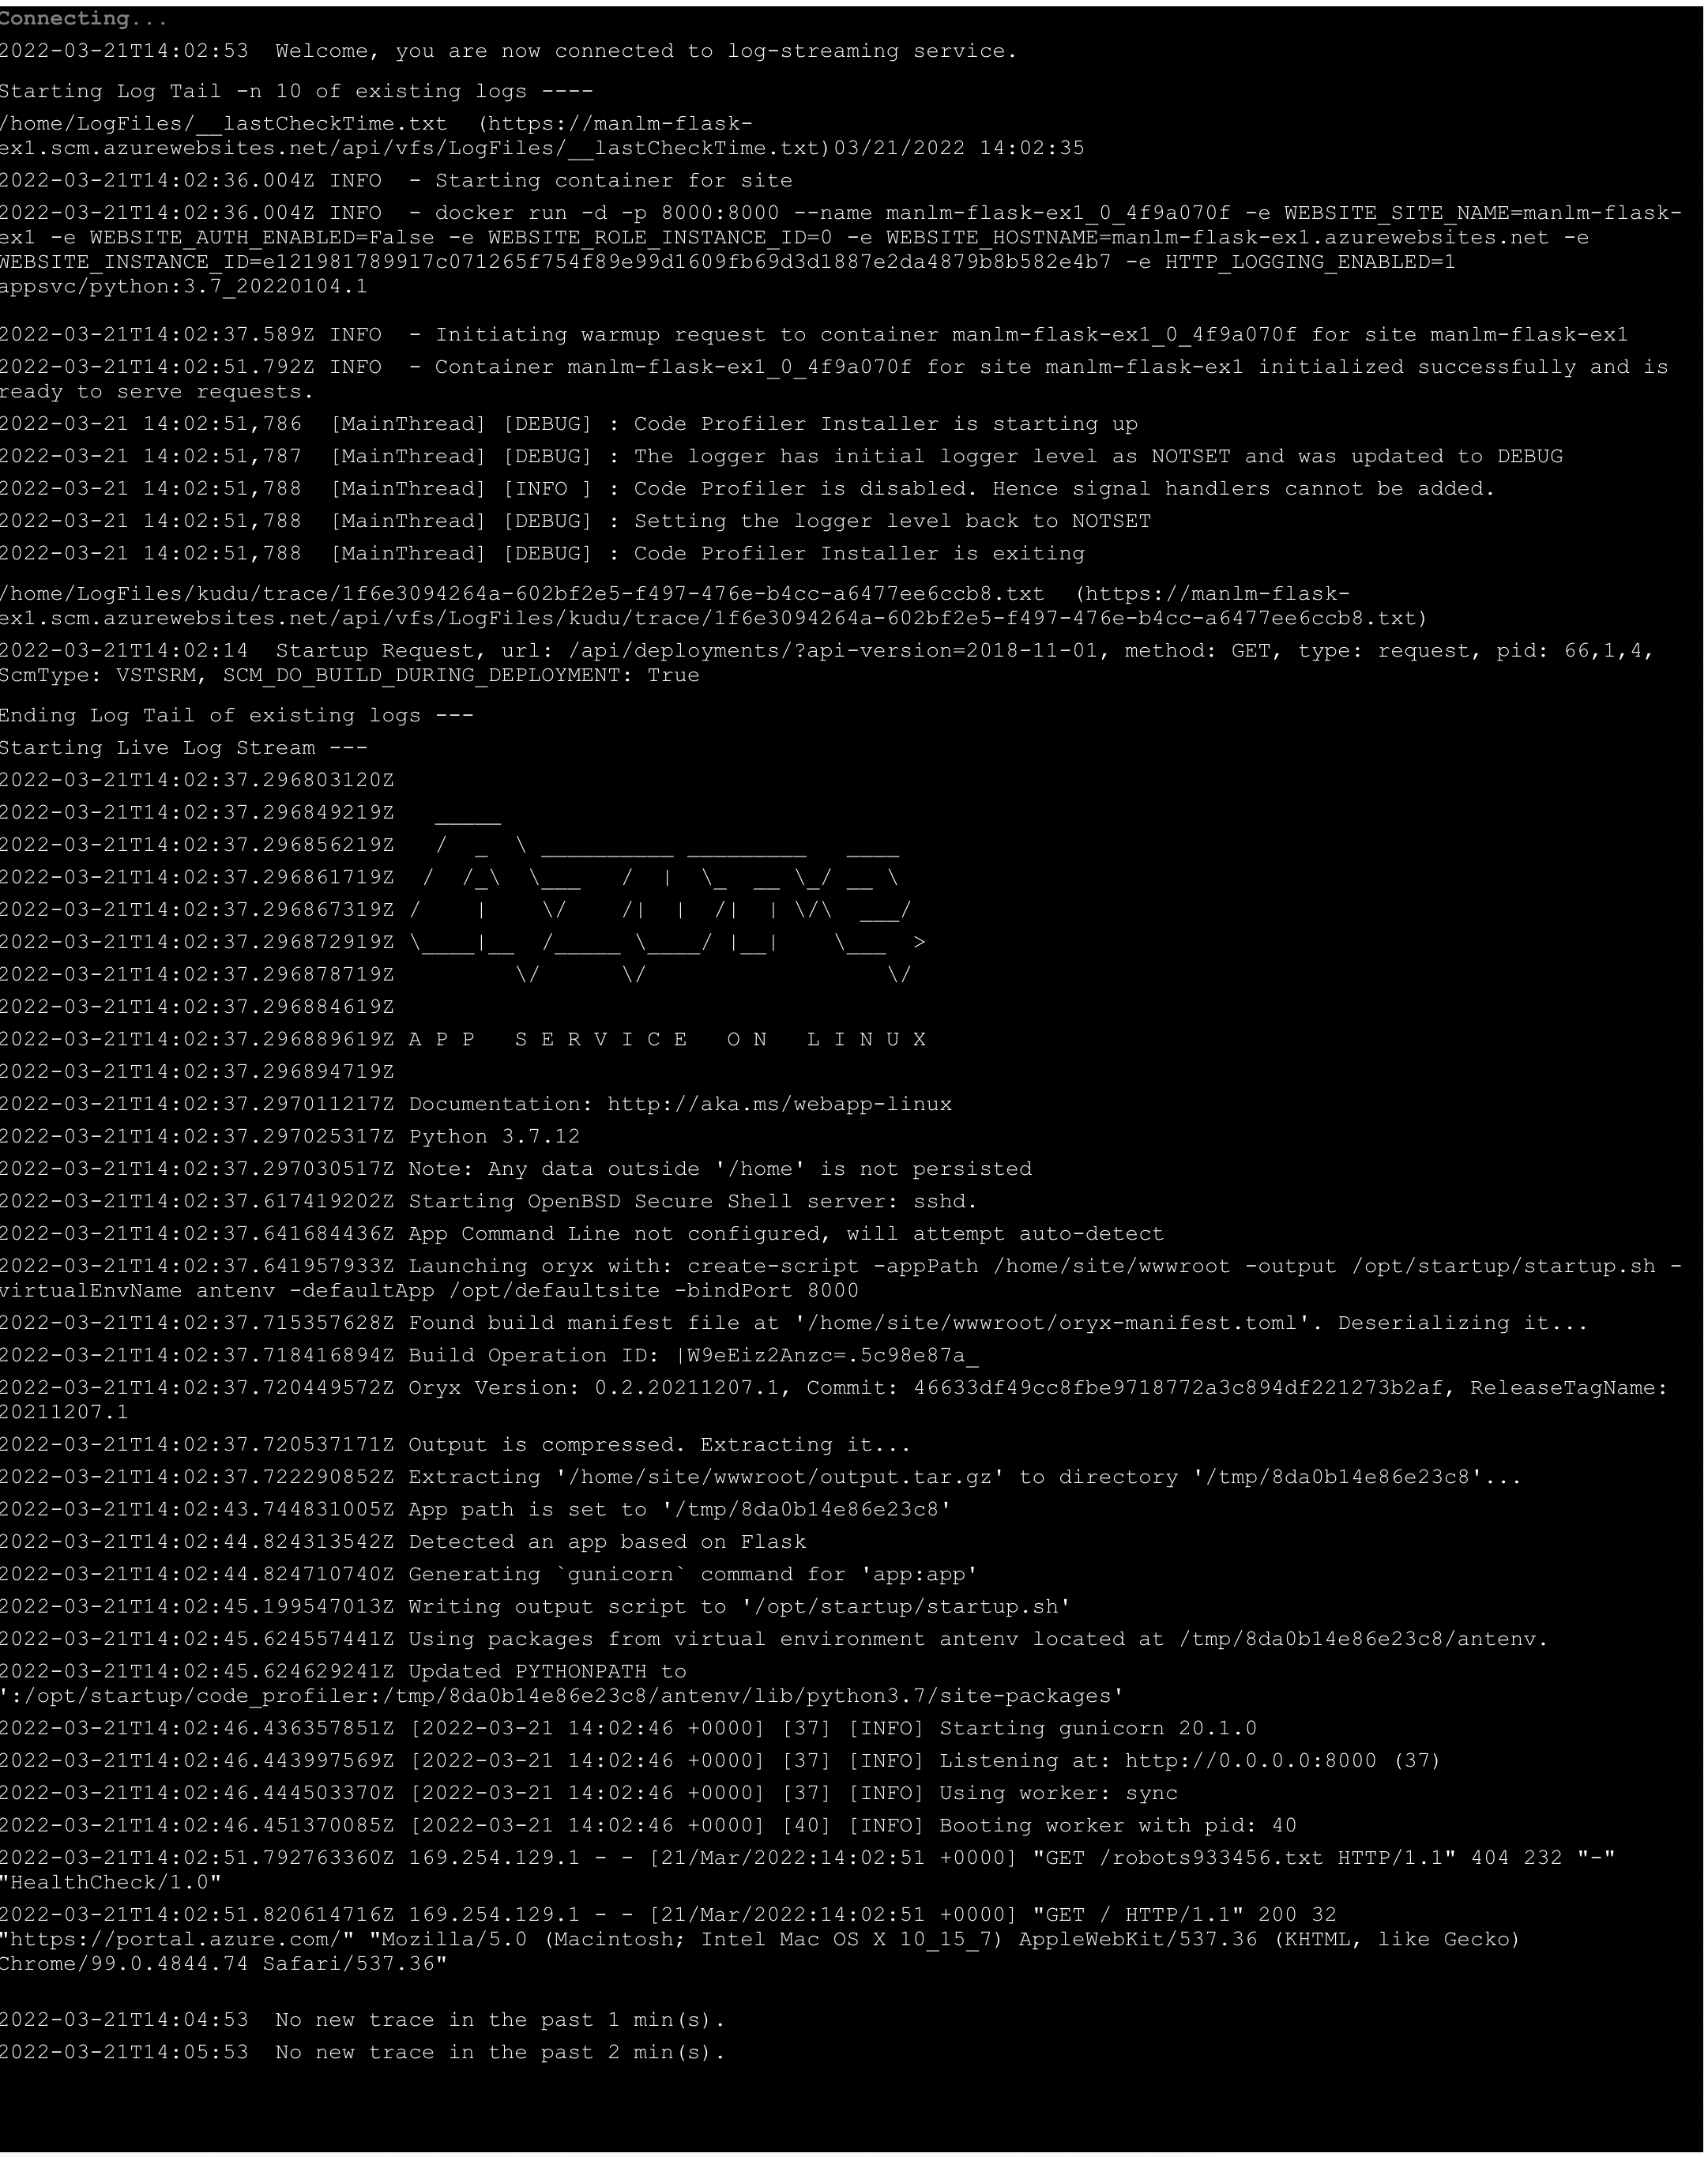 Connecting...
2022-03-21T14:02:53  Welcome, you are now connected to log-streaming service.
Starting Log Tail -n 10 of existing logs ----
/home/LogFiles/__lastCheckTime.txt  (https://manlm-flask-
ex1.scm.azurewebsites.net/api/vfs/LogFiles/__lastCheckTime.txt)03/21/2022 14:02:35
2022-03-21T14:02:36.004Z INFO  - Starting container for site
2022-03-21T14:02:36.004Z INFO  - docker run -d -p 8000:8000 --name manlm-flask-ex1_0_4f9a070f -e WEBSITE_SITE_NAME=manlm-flask-
ex1 -e WEBSITE_AUTH_ENABLED=False -e WEBSITE_ROLE_INSTANCE_ID=0 -e WEBSITE_HOSTNAME=manlm-flask-ex1.azurewebsites.net -e
WEBSITE_INSTANCE_ID=e121981789917c071265f754f89e99d1609fb69d3d1887e2da4879b8b582e4b7 -e HTTP_LOGGING_ENABLED=1
appsvc/python:3.7_20220104.1
2022-03-21T14:02:37.589Z INFO  - Initiating warmup request to container manlm-flask-ex1_0_4f9a070f for site manlm-flask-ex1
2022-03-21T14:02:51.792Z INFO  - Container manlm-flask-ex1_0_4f9a070f for site manlm-flask-ex1 initialized successfully and is
ready to serve requests.
2022-03-21 14:02:51,786  [MainThread] [DEBUG] : Code Profiler Installer is starting up
2022-03-21 14:02:51,787  [MainThread] [DEBUG] : The logger has initial logger level as NOTSET and was updated to DEBUG
2022-03-21 14:02:51,788  [MainThread] [INFO ] : Code Profiler is disabled. Hence signal handlers cannot be added.
2022-03-21 14:02:51,788  [MainThread] [DEBUG] : Setting the logger level back to NOTSET
2022-03-21 14:02:51,788  [MainThread] [DEBUG] : Code Profiler Installer is exiting
/home/LogFiles/kudu/trace/1f6e3094264a-602bf2e5-f497-476e-b4cc-a6477ee6ccb8.txt  (https://manlm-flask-
ex1.scm.azurewebsites.net/api/vfs/LogFiles/kudu/trace/1f6e3094264a-602bf2e5-f497-476e-b4cc-a6477ee6ccb8.txt)
2022-03-21T14:02:14  Startup Request, url: /api/deployments/?api-version=2018-11-01, method: GET, type: request, pid: 66,1,4,
ScmType: VSTSRM, SCM_DO_BUILD_DURING_DEPLOYMENT: True
Ending Log Tail of existing logs ---
Starting Live Log Stream ---
2022-03-21T14:02:37.296803120Z
2022-03-21T14:02:37.296849219Z   _____
2022-03-21T14:02:37.296856219Z   /  _  \ __________ _________   ____
2022-03-21T14:02:37.296861719Z  /  /_\  \___   /  |  \_  __ \_/ __ \
2022-03-21T14:02:37.296867319Z /    |    \/    /|  |  /|  | \/\  ___/
2022-03-21T14:02:37.296872919Z \____|__  /_____ \____/ |__|    \___  >
2022-03-21T14:02:37.296878719Z         \/      \/                  \/
2022-03-21T14:02:37.296884619Z
2022-03-21T14:02:37.296889619Z A P P   S E R V I C E   O N   L I N U X
2022-03-21T14:02:37.296894719Z
2022-03-21T14:02:37.297011217Z Documentation: http://aka.ms/webapp-linux
2022-03-21T14:02:37.297025317Z Python 3.7.12
2022-03-21T14:02:37.297030517Z Note: Any data outside '/home' is not persisted
2022-03-21T14:02:37.617419202Z Starting OpenBSD Secure Shell server: sshd.
2022-03-21T14:02:37.641684436Z App Command Line not configured, will attempt auto-detect
2022-03-21T14:02:37.641957933Z Launching oryx with: create-script -appPath /home/site/wwwroot -output /opt/startup/startup.sh -
virtualEnvName antenv -defaultApp /opt/defaultsite -bindPort 8000
2022-03-21T14:02:37.715357628Z Found build manifest file at '/home/site/wwwroot/oryx-manifest.toml'. Deserializing it...
2022-03-21T14:02:37.718416894Z Build Operation ID: |W9eEiz2Anzc=.5c98e87a_
2022-03-21T14:02:37.720449572Z Oryx Version: 0.2.20211207.1, Commit: 46633df49cc8fbe9718772a3c894df221273b2af, ReleaseTagName:
20211207.1
2022-03-21T14:02:37.720537171Z Output is compressed. Extracting it...
2022-03-21T14:02:37.722290852Z Extracting '/home/site/wwwroot/output.tar.gz' to directory '/tmp/8da0b14e86e23c8'...
2022-03-21T14:02:43.744831005Z App path is set to '/tmp/8da0b14e86e23c8'
2022-03-21T14:02:44.824313542Z Detected an app based on Flask
2022-03-21T14:02:44.824710740Z Generating `gunicorn` command for 'app:app'
2022-03-21T14:02:45.199547013Z Writing output script to '/opt/startup/startup.sh'
2022-03-21T14:02:45.624557441Z Using packages from virtual environment antenv located at /tmp/8da0b14e86e23c8/antenv.
2022-03-21T14:02:45.624629241Z Updated PYTHONPATH to
':/opt/startup/code_profiler:/tmp/8da0b14e86e23c8/antenv/lib/python3.7/site-packages'
2022-03-21T14:02:46.436357851Z [2022-03-21 14:02:46 +0000] [37] [INFO] Starting gunicorn 20.1.0
2022-03-21T14:02:46.443997569Z [2022-03-21 14:02:46 +0000] [37] [INFO] Listening at: http://0.0.0.0:8000 (37)
2022-03-21T14:02:46.444503370Z [2022-03-21 14:02:46 +0000] [37] [INFO] Using worker: sync
2022-03-21T14:02:46.451370085Z [2022-03-21 14:02:46 +0000] [40] [INFO] Booting worker with pid: 40
2022-03-21T14:02:51.792763360Z 169.254.129.1 - - [21/Mar/2022:14:02:51 +0000] "GET /robots933456.txt HTTP/1.1" 404 232 "-"
"HealthCheck/1.0"
2022-03-21T14:02:51.820614716Z 169.254.129.1 - - [21/Mar/2022:14:02:51 +0000] "GET / HTTP/1.1" 200 32
"https://portal.azure.com/" "Mozilla/5.0 (Macintosh; Intel Mac OS X 10_15_7) AppleWebKit/537.36 (KHTML, like Gecko)
Chrome/99.0.4844.74 Safari/537.36"
2022-03-21T14:04:53  No new trace in the past 1 min(s).
2022-03-21T14:05:53  No new trace in the past 2 min(s).